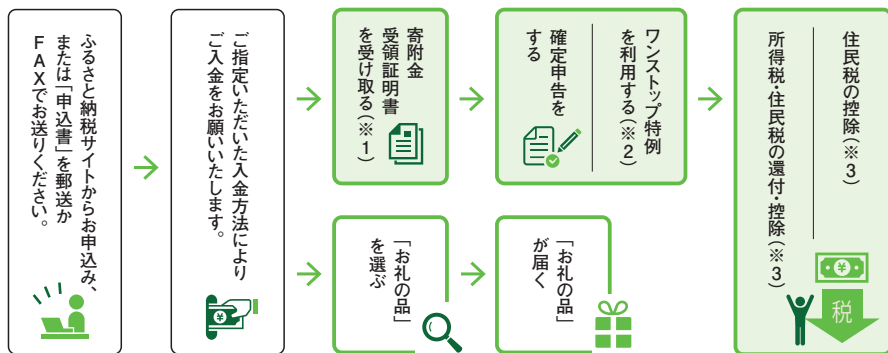 ふるさと納税サイトからお申込み、
または「申込書」を郵送か
FAXでお送りください。
ご指定いただいた入金方法により
ご入金をお願いいたします。
寄附金
受領証明書
を受け取る(※1)
ワンストップ特例
を利用する(※2)
確定申告を
する
住民税の控除(※3)
所得税・住民税の還付・控除(※3)
税
「お礼の品」
を選ぶ
「お礼の品」
が届く